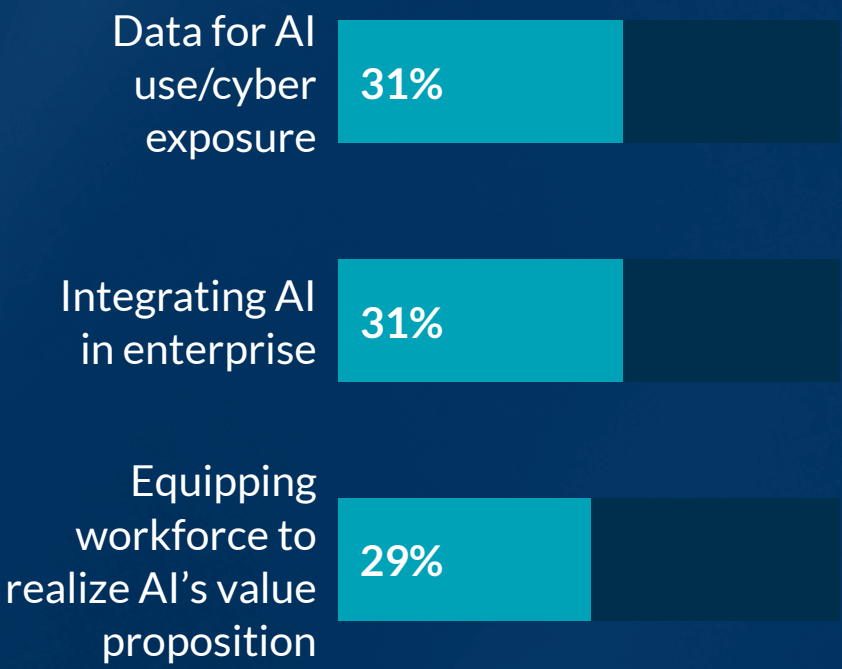 Data for AI
use/cyber
exposure
31%
Integrating AI
in enterprise
31%
Equipping
workforce to
realize AI’s value
proposition
29%